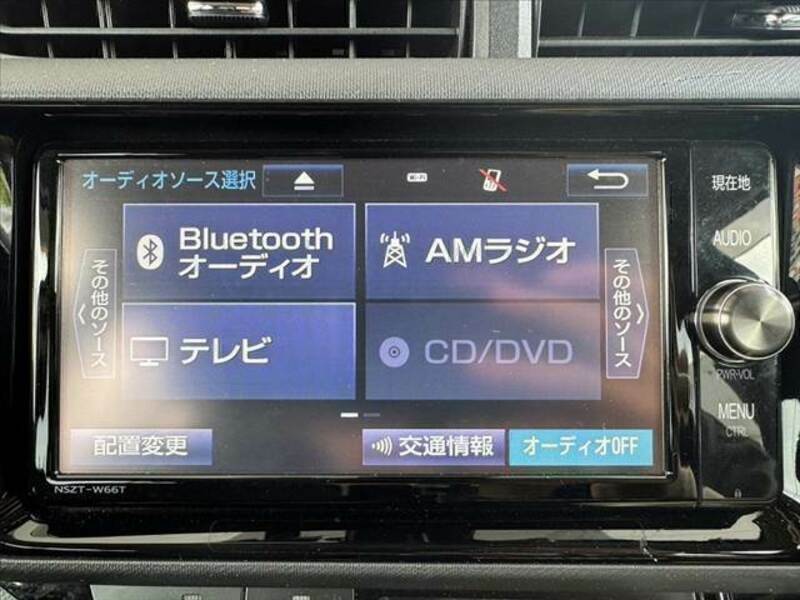 オーディオソース選択
Wi-Fi
現在地
Bluetooth
オーディオ
AMラジオ
AUDIO
その他のソース
その他のソース
テレビ
CD/DVD
PWR•VOL
MENU
CTRL
配置変更
交通情報
オーディオOFF
NSZT-W66T